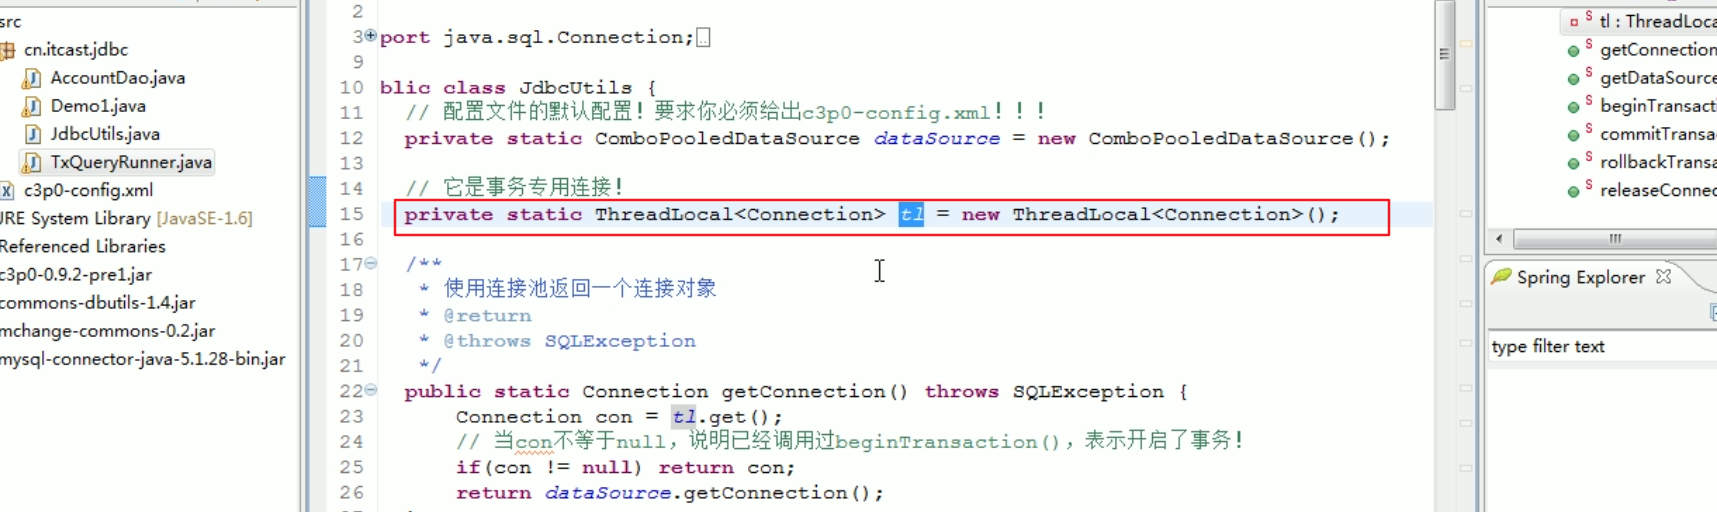 src
cn.itcast.jdbc
AccountDao.java
Demo1.java
JdbcUtils.java
TxQueryRunner.java
c3p0-config.xml
JRE System Library [JavaSE-1.6]
Referenced Libraries
c3p0-0.9.2-pre1.jar
commons-dbutils-1.4.jar
mchange-commons-0.2.jar
mysql-connector-java-5.1.28-bin.jar
2
3 port java.sql.Connection;
9
10 blic class JdbcUtils {
11 // 配置文件的默认配置！要求你必须给出c3p0-config.xml！！！
12 private static ComboPooledDataSource dataSource = new ComboPooledDataSource();
13
14 // 它是事务专用连接！
15 private static ThreadLocal<Connection> tl = new ThreadLocal<Connection>();
16
17 /**
18 * 使用连接池返回一个连接对象
19 * @return
20 * @throws SQLException
21 */
22 public static Connection getConnection() throws SQLException {
23 Connection con = tl.get();
24 // 当con不等于null，说明已经调用过beginTransaction()，表示开启了事务！
25 if(con != null) return con;
26 return dataSource.getConnection();
S tl : ThreadLoca
S getConnection
S getDataSource
S beginTransacti
S commitTransa
S rollbackTransa
S releaseConnec
Spring Explorer
type filter text